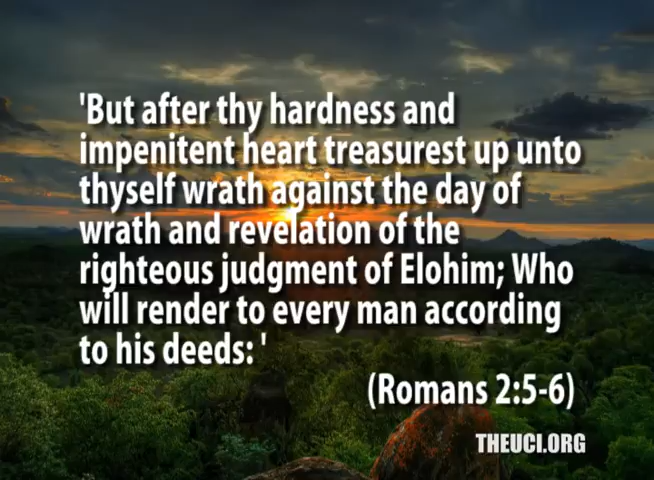 'But after thy hardness and
impenitent heart treasurest up unto
thyself wrath against the day of
wrath and revelation of the
righteous judgment of Elohim; Who
will render to every man according
to his deeds: '
(Romans 2:5-6)
THEUCI.ORG